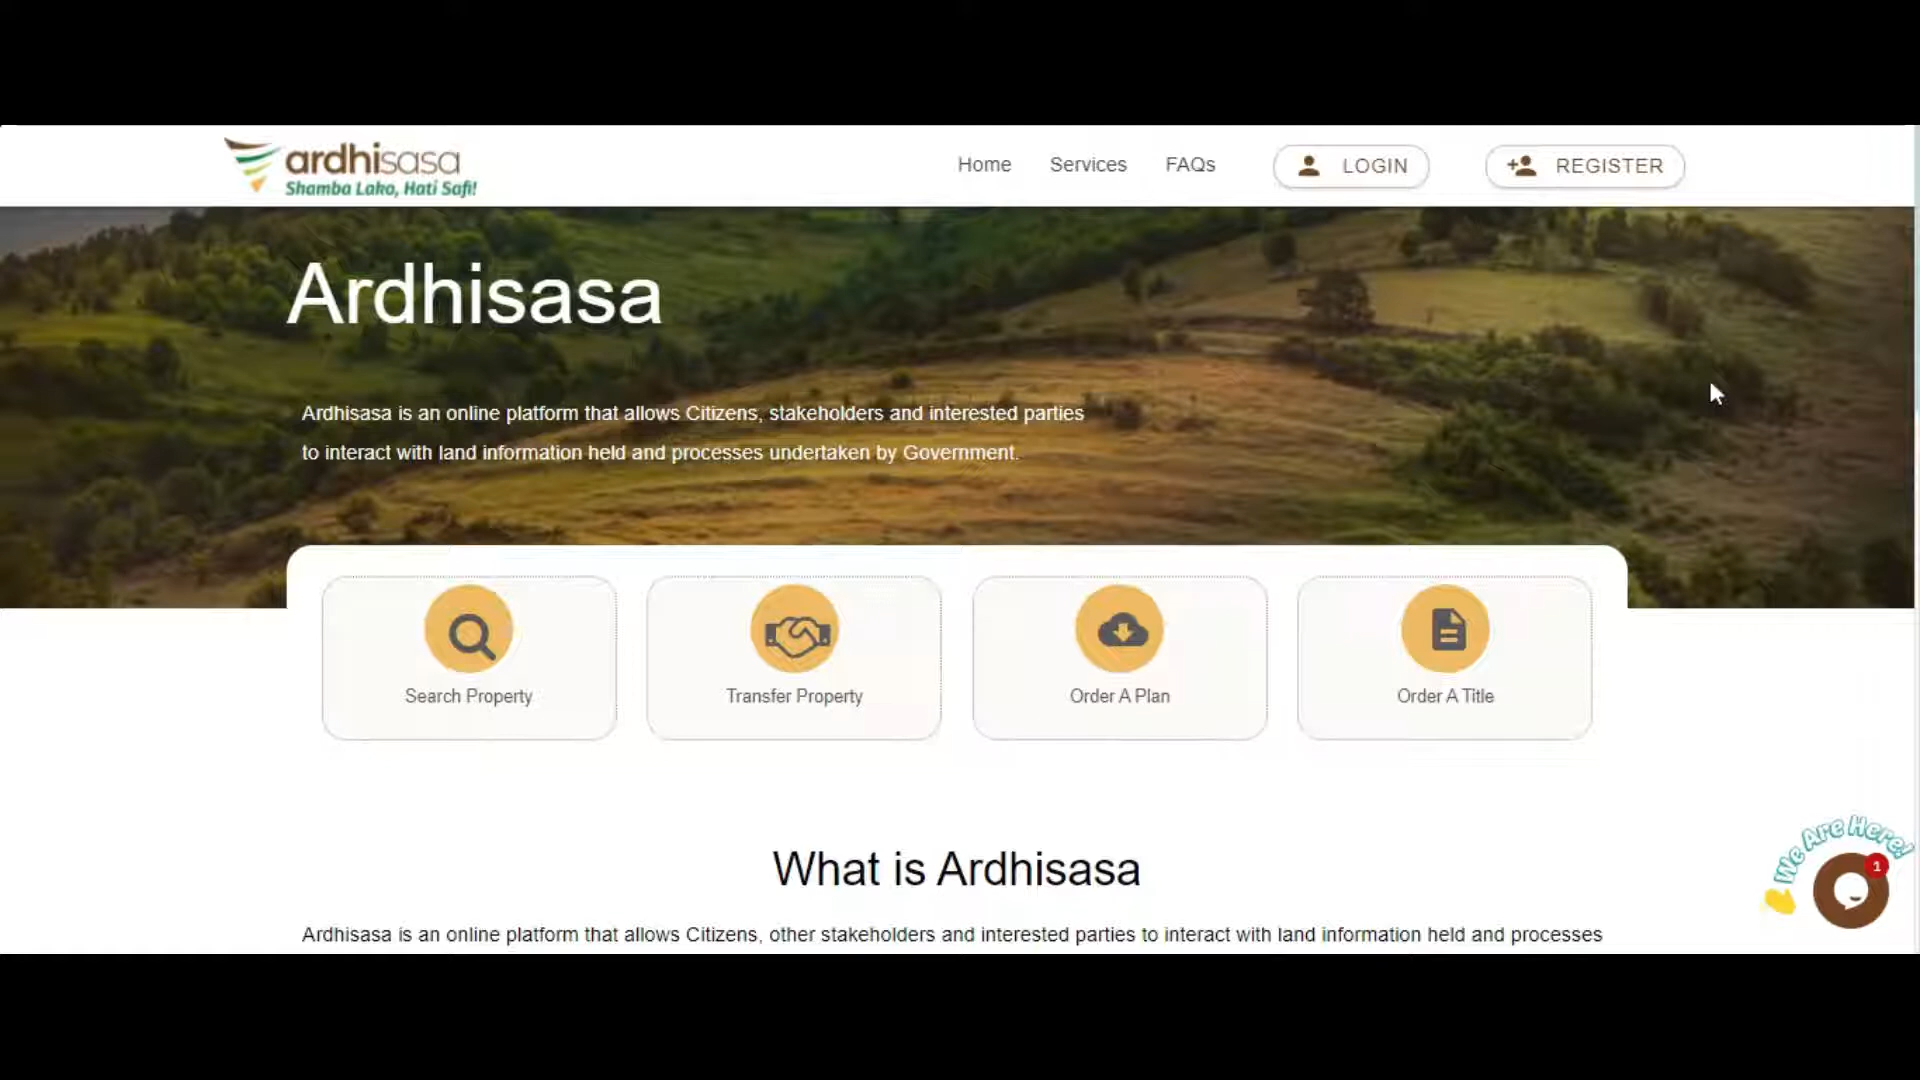 ardhisasa
Shamba Lako, Hati Safi!
Home
Services
FAQs
LOGIN
REGISTER
Ardhisasa
Ardhisasa is an online platform that allows Citizens, stakeholders and interested parties
to interact with land information held and processes undertaken by Government.
Search Property
Transfer Property
Order A Plan
Order A Title
What is Ardhisasa
Ardhisasa is an online platform that allows Citizens, other stakeholders and interested parties to interact with land information held and processes
We Are Here!
1